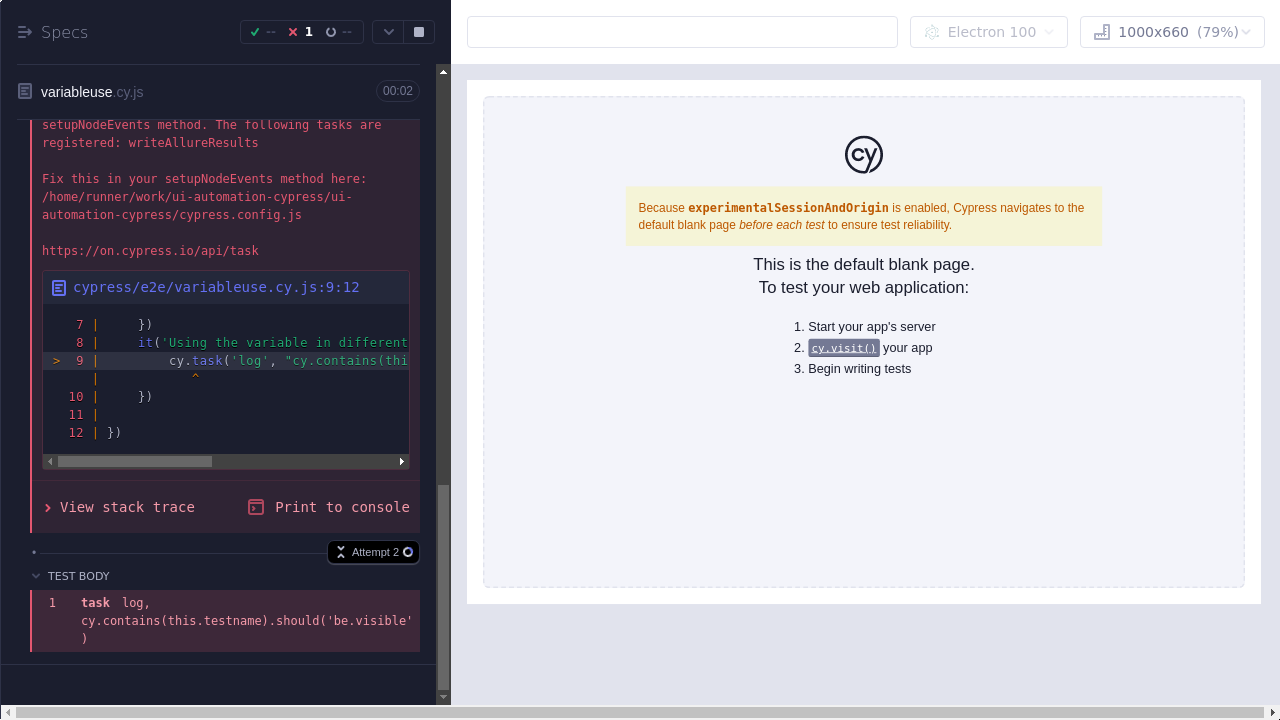 Specs
-- 1 --
variableuse.cy.js
00:02
setupNodeEvents method. The following tasks are
registered: writeAllureResults
Fix this in your setupNodeEvents method here:
/home/runner/work/ui-automation-cypress/ui-
automation-cypress/cypress.config.js
https://on.cypress.io/api/task
cypress/e2e/variableuse.cy.js:9:12
7 | })
8 | it('Using the variable in different
> 9 | cy.task('log', "cy.contains(thi
| ^
10 | })
11 |
12 | })
View stack trace
Print to console
Attempt 2
TEST BODY
1 task log,
cy.contains(this.testname).should('be.visible'
)
Electron 100
1000x660 (79%)
cy
Because experimentalSessionAndOrigin is enabled, Cypress navigates to the
default blank page before each test to ensure test reliability.
This is the default blank page.
To test your web application:
1. Start your app's server
2. cy.visit() your app
3. Begin writing tests